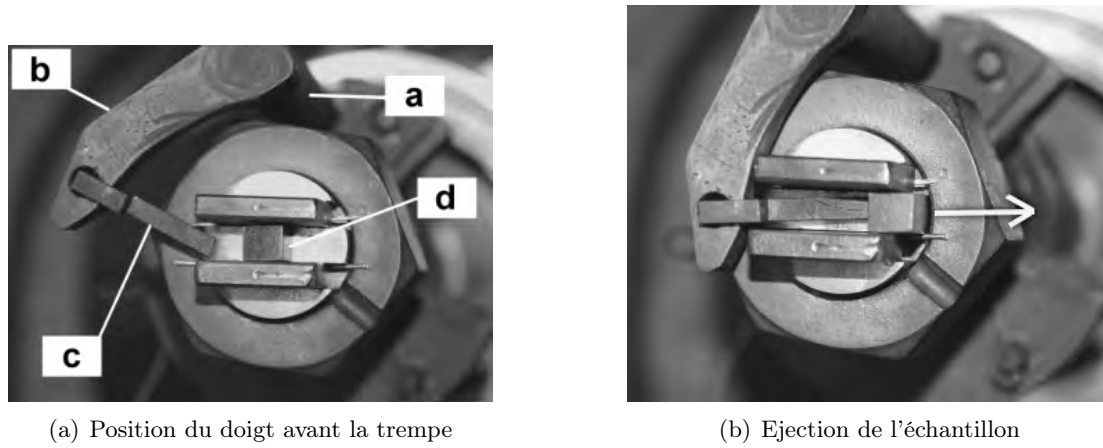 b
a
d
c
(a) Position du doigt avant la trempe
(b) Ejection de l'échantillon